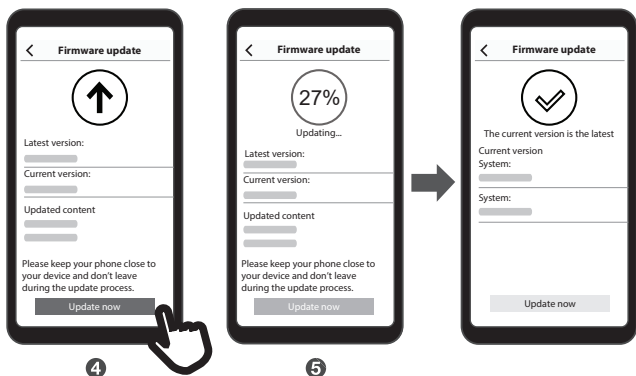 Firmware update
Latest version:
Current version:
Updated content
Please keep your phone close to
your device and don't leave
during the update process.
Update now
4
Firmware update
27%
Updating...
Latest version:
Current version:
Updated content
Please keep your phone close to
your device and don't leave
during the update process.
Update now
5
Firmware update
The current version is the latest
Current version
System:
System:
Update now